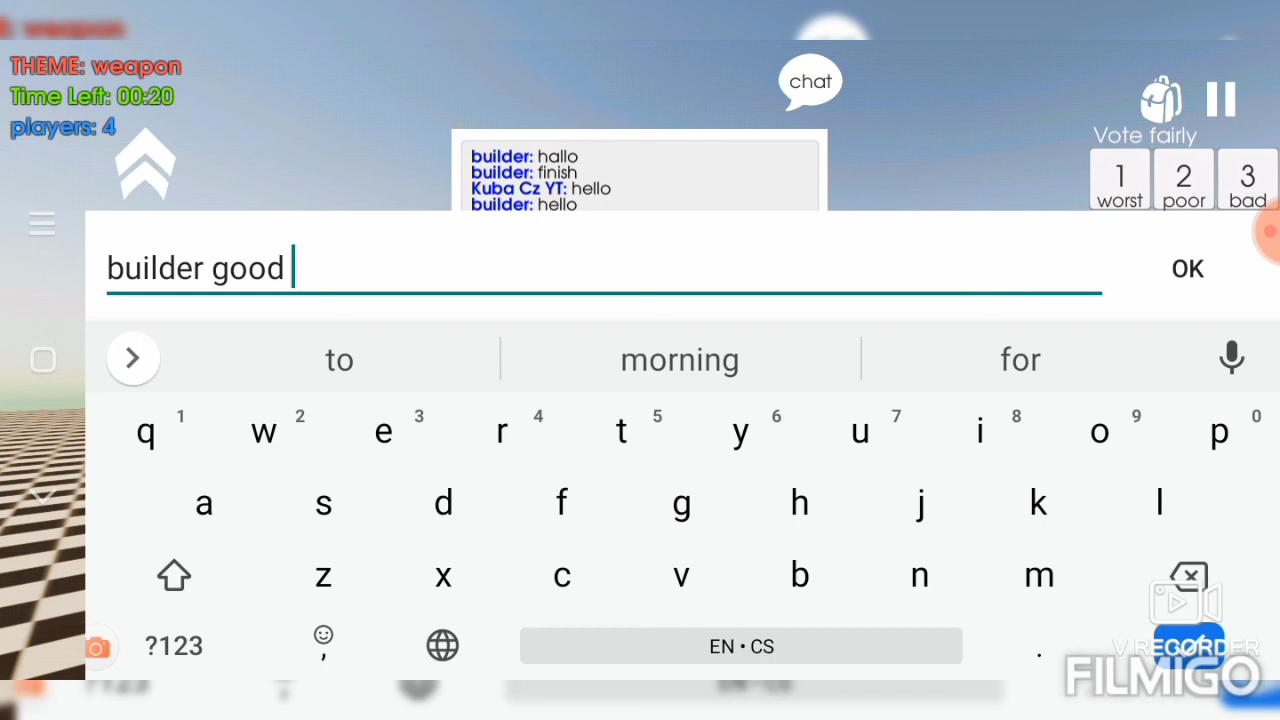 THEME: weapon
Time Left: 00:20
players: 4
chat
Vote fairly
1 2 3
worst poor bad
builder: hallo
builder: finish
Kuba Cz YT: hello
builder: hello
builder good
OK
to morning for
q 1 w 2 e 3 r 4 t 5 y 6 u 7 i 8 o 9 p 0
a s d f g h j k l
z x c v b n m
?123 , EN • CS .
V RECORDER
FILMIGO